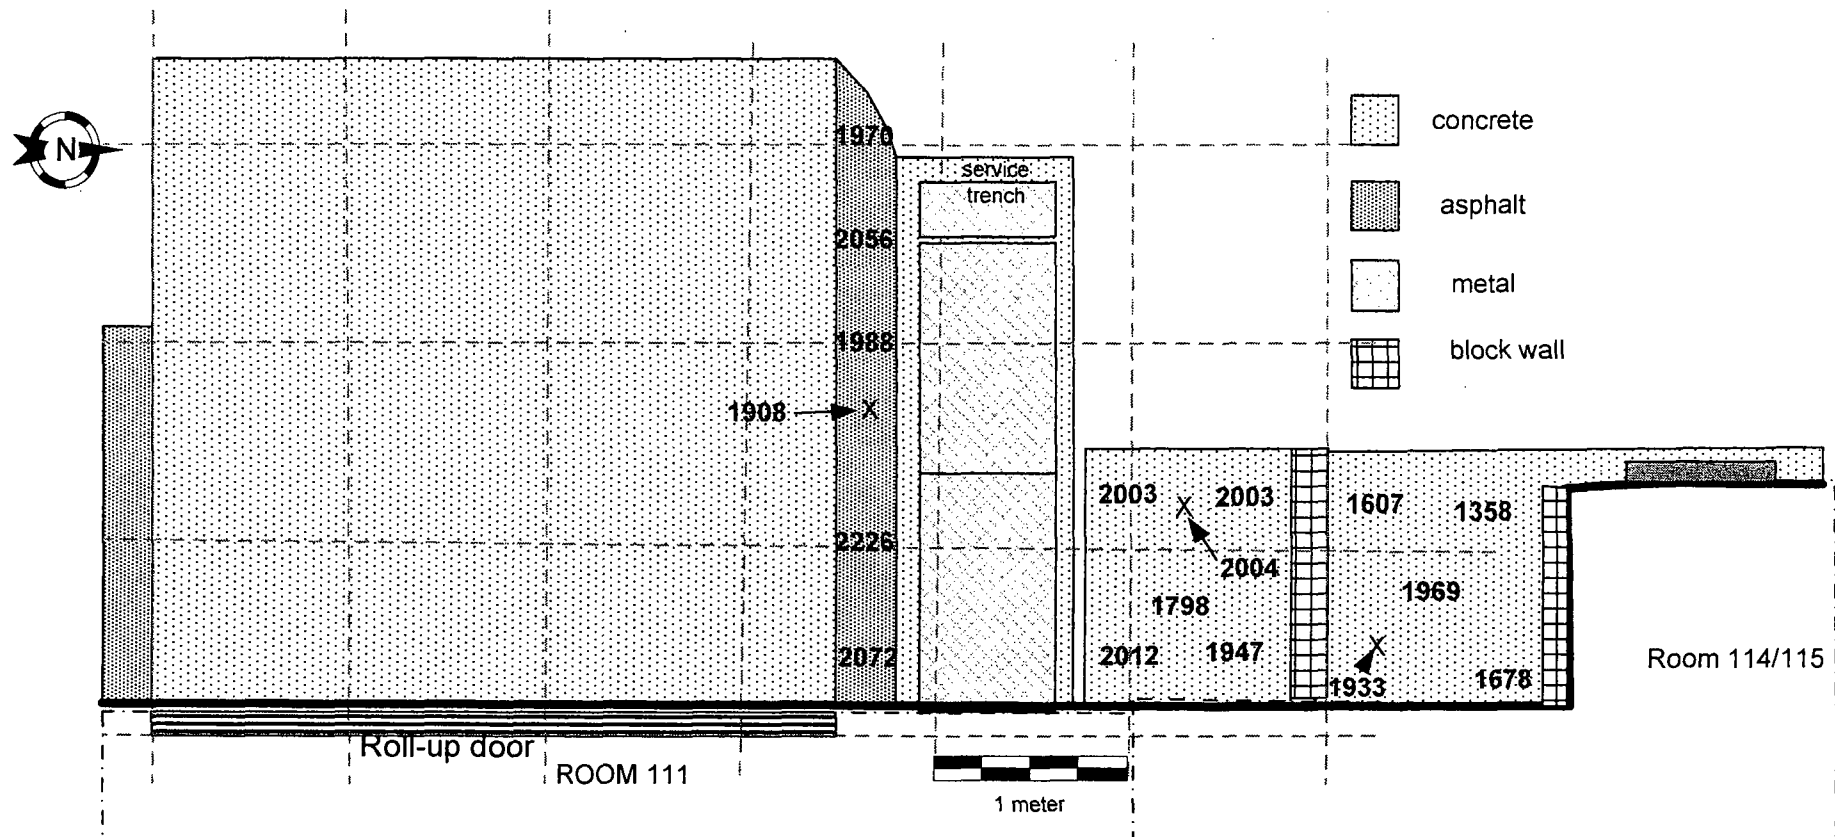 N
concrete
asphalt
metal
block wall
service
trench
1970
2056
1988
1908 X
2226
2072
2003 X 2003
2004
1798
2012 1947
1607 1358
1969
X
1933 1678
Room 114/115
Roll-up door
ROOM 111
1 meter